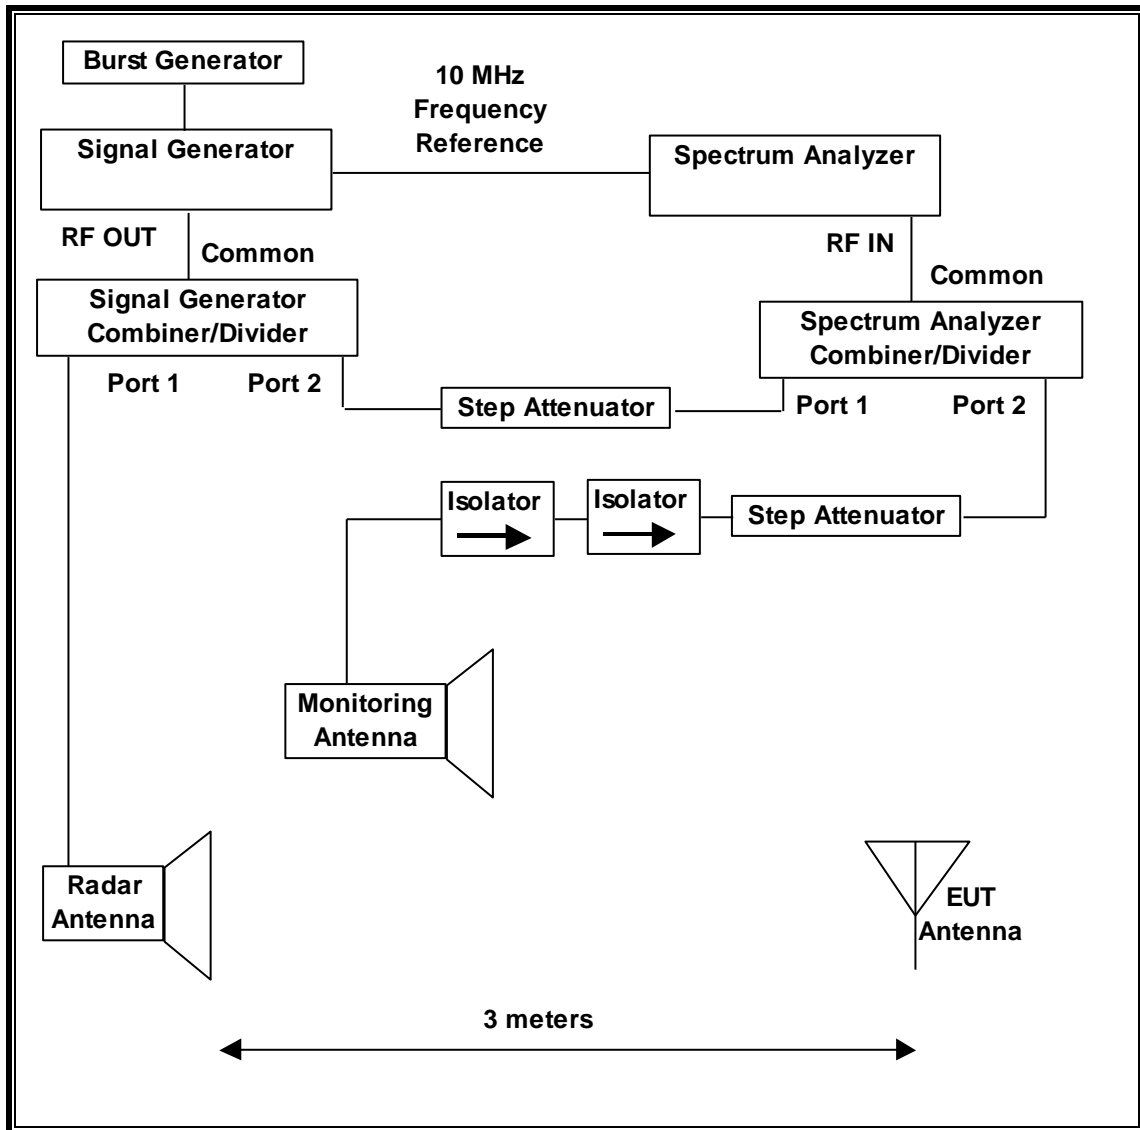 Burst Generator
10 MHz
Frequency
Reference
Signal Generator
Spectrum Analyzer
RF OUT
Common
RF IN
Common
Signal Generator
Combiner/Divider
Spectrum Analyzer
Combiner/Divider
Port 1
Port 2
Step Attenuator
Port 1
Port 2
Isolator
Isolator
Step Attenuator
Monitoring
Antenna
Radar
Antenna
EUT
Antenna
3 meters